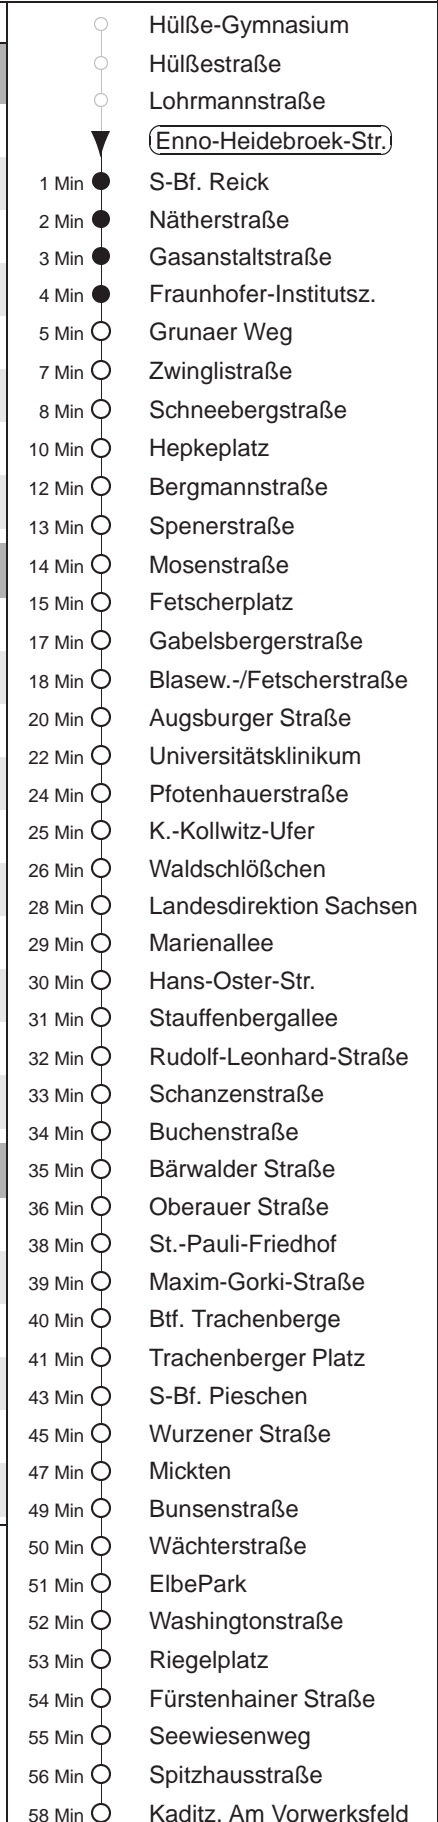 Hülße-Gymnasium
Hülßestraße
Lohrmannstraße
Enno-Heidebroek-Str.
1 Min S-Bf. Reick
2 Min Nätherstraße
3 Min Gasanstaltstraße
4 Min Fraunhofer-Institutsz.
5 Min Grunaer Weg
7 Min Zwinglistraße
8 Min Schneebergstraße
10 Min Hepkeplatz
12 Min Bergmannstraße
13 Min Spenerstraße
14 Min Mosenstraße
15 Min Fetscherplatz
17 Min Gabelsbergerstraße
18 Min Blasew.-/Fetscherstraße
20 Min Augsburger Straße
22 Min Universitätsklinikum
24 Min Pfotenhauerstraße
25 Min K.-Kollwitz-Ufer
26 Min Waldschlößchen
28 Min Landesdirektion Sachsen
29 Min Marienallee
30 Min Hans-Oster-Str.
31 Min Stauffenbergallee
32 Min Rudolf-Leonhard-Straße
33 Min Schanzenstraße
34 Min Buchenstraße
35 Min Bärwalder Straße
36 Min Oberauer Straße
38 Min St.-Pauli-Friedhof
39 Min Maxim-Gorki-Straße
40 Min Btf. Trachenberge
41 Min Trachenberger Platz
43 Min S-Bf. Pieschen
45 Min Wurzener Straße
47 Min Mickten
49 Min Bunsenstraße
50 Min Wächterstraße
51 Min ElbePark
52 Min Washingtonstraße
53 Min Riegelplatz
54 Min Fürstenhainer Straße
55 Min Seewiesenweg
56 Min Spitzhausstraße
58 Min Kaditz, Am Vorwerksfeld